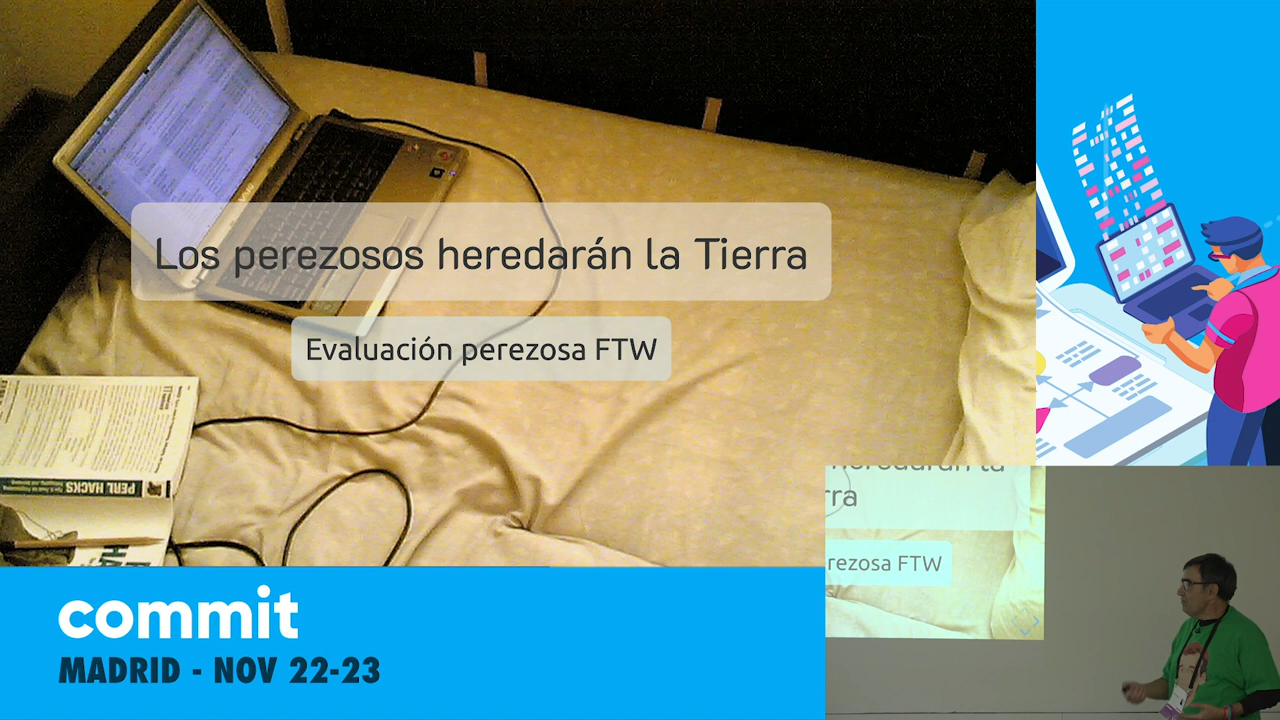 Los perezosos heredarán la Tierra
Evaluación perezosa FTW
PERL HACKS
commit
MADRID - NOV 22-23
heredarán la
rra
rezosa FTW